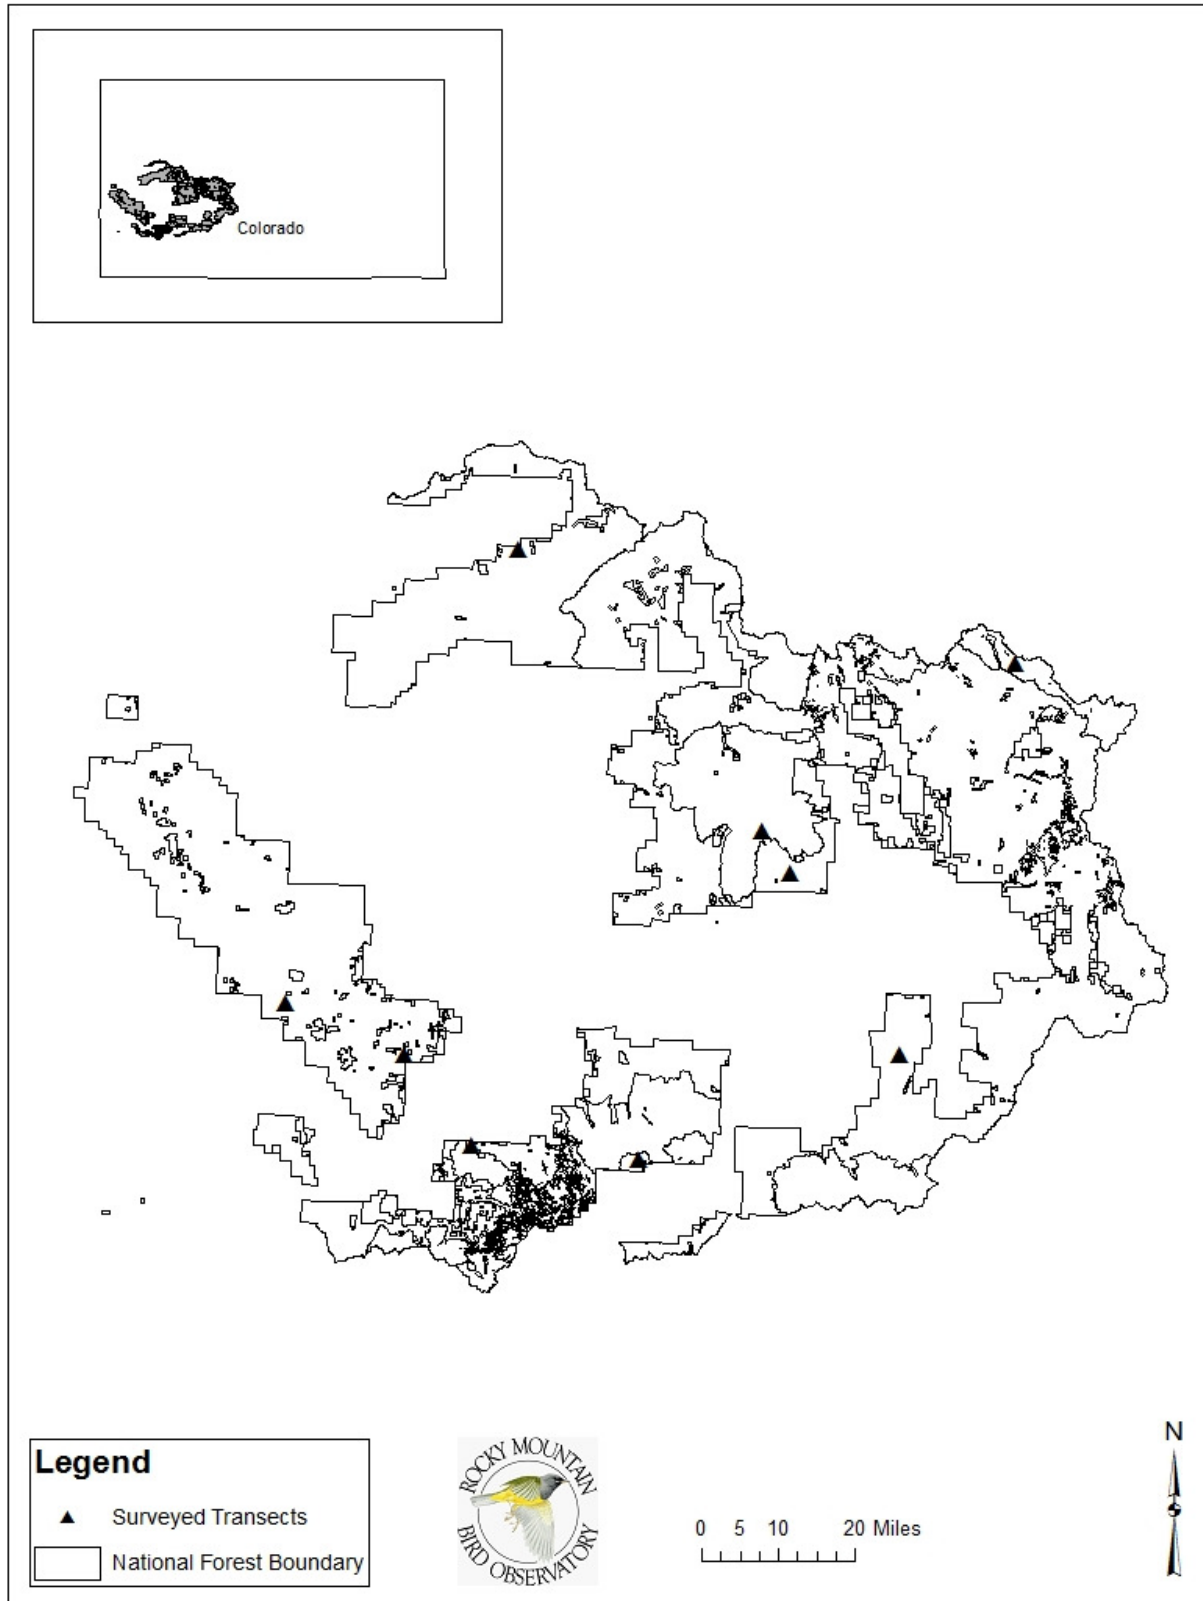 Colorado
N
Legend
Surveyed Transects
National Forest Boundary
ROCKY MOUNTAIN
BIRD OBSERVATORY
0 5 10 20 Miles